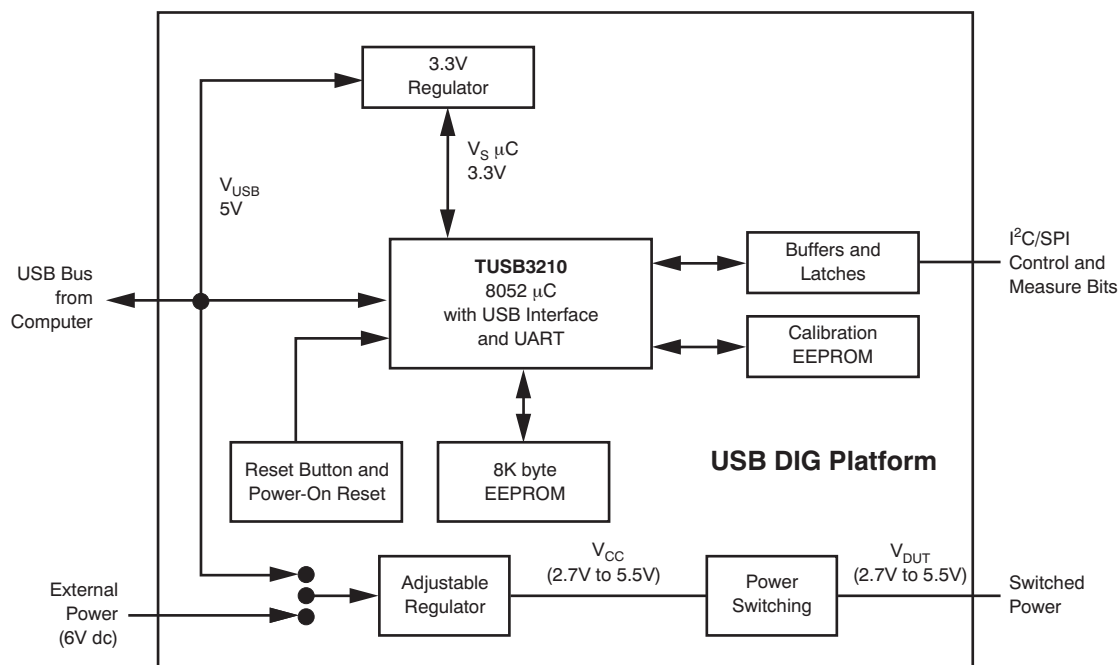 3.3V
Regulator
V_S μC
3.3V
V_USB
5V
USB Bus
from
Computer
TUSB3210
8052 μC
with USB Interface
and UART
Buffers and
Latches
I²C/SPI
Control and
Measure Bits
Calibration
EEPROM
Reset Button and
Power-On Reset
8K byte
EEPROM
USB DIG Platform
External
Power
(6V dc)
Adjustable
Regulator
V_CC
(2.7V to 5.5V)
Power
Switching
V_DUT
(2.7V to 5.5V)
Switched
Power